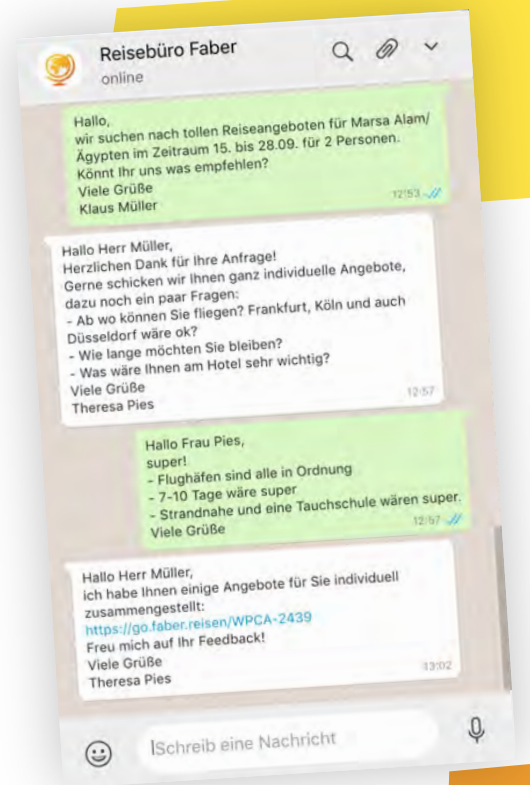 Reisebüro Faber
online
Hallo,
wir suchen nach tollen Reiseangeboten für Marsa Alam/
Ägypten im Zeitraum 15. bis 28.09. für 2 Personen.
Könnt Ihr uns was empfehlen?
Viele Grüße
Klaus Müller
12:53
Hallo Herr Müller,
Herzlichen Dank für Ihre Anfrage!
Gerne schicken wir Ihnen ganz individuelle Angebote,
dazu noch ein paar Fragen:
- Ab wo können Sie fliegen? Frankfurt, Köln und auch
Düsseldorf wäre ok?
- Wie lange möchten Sie bleiben?
- Was wäre Ihnen am Hotel sehr wichtig?
Viele Grüße
Theresa Pies
12:57
Hallo Frau Pies,
super!
- Flughäfen sind alle in Ordnung
- 7-10 Tage wäre super
- Strandnahe und eine Tauchschule wären super.
Viele Grüße
12:57
Hallo Herr Müller,
ich habe Ihnen einige Angebote für Sie individuell
zusammengestellt:
https://go.faber.reisen/WPCA-2439
Freu mich auf Ihr Feedback!
Viele Grüße
Theresa Pies
13:02
Schreib eine Nachricht